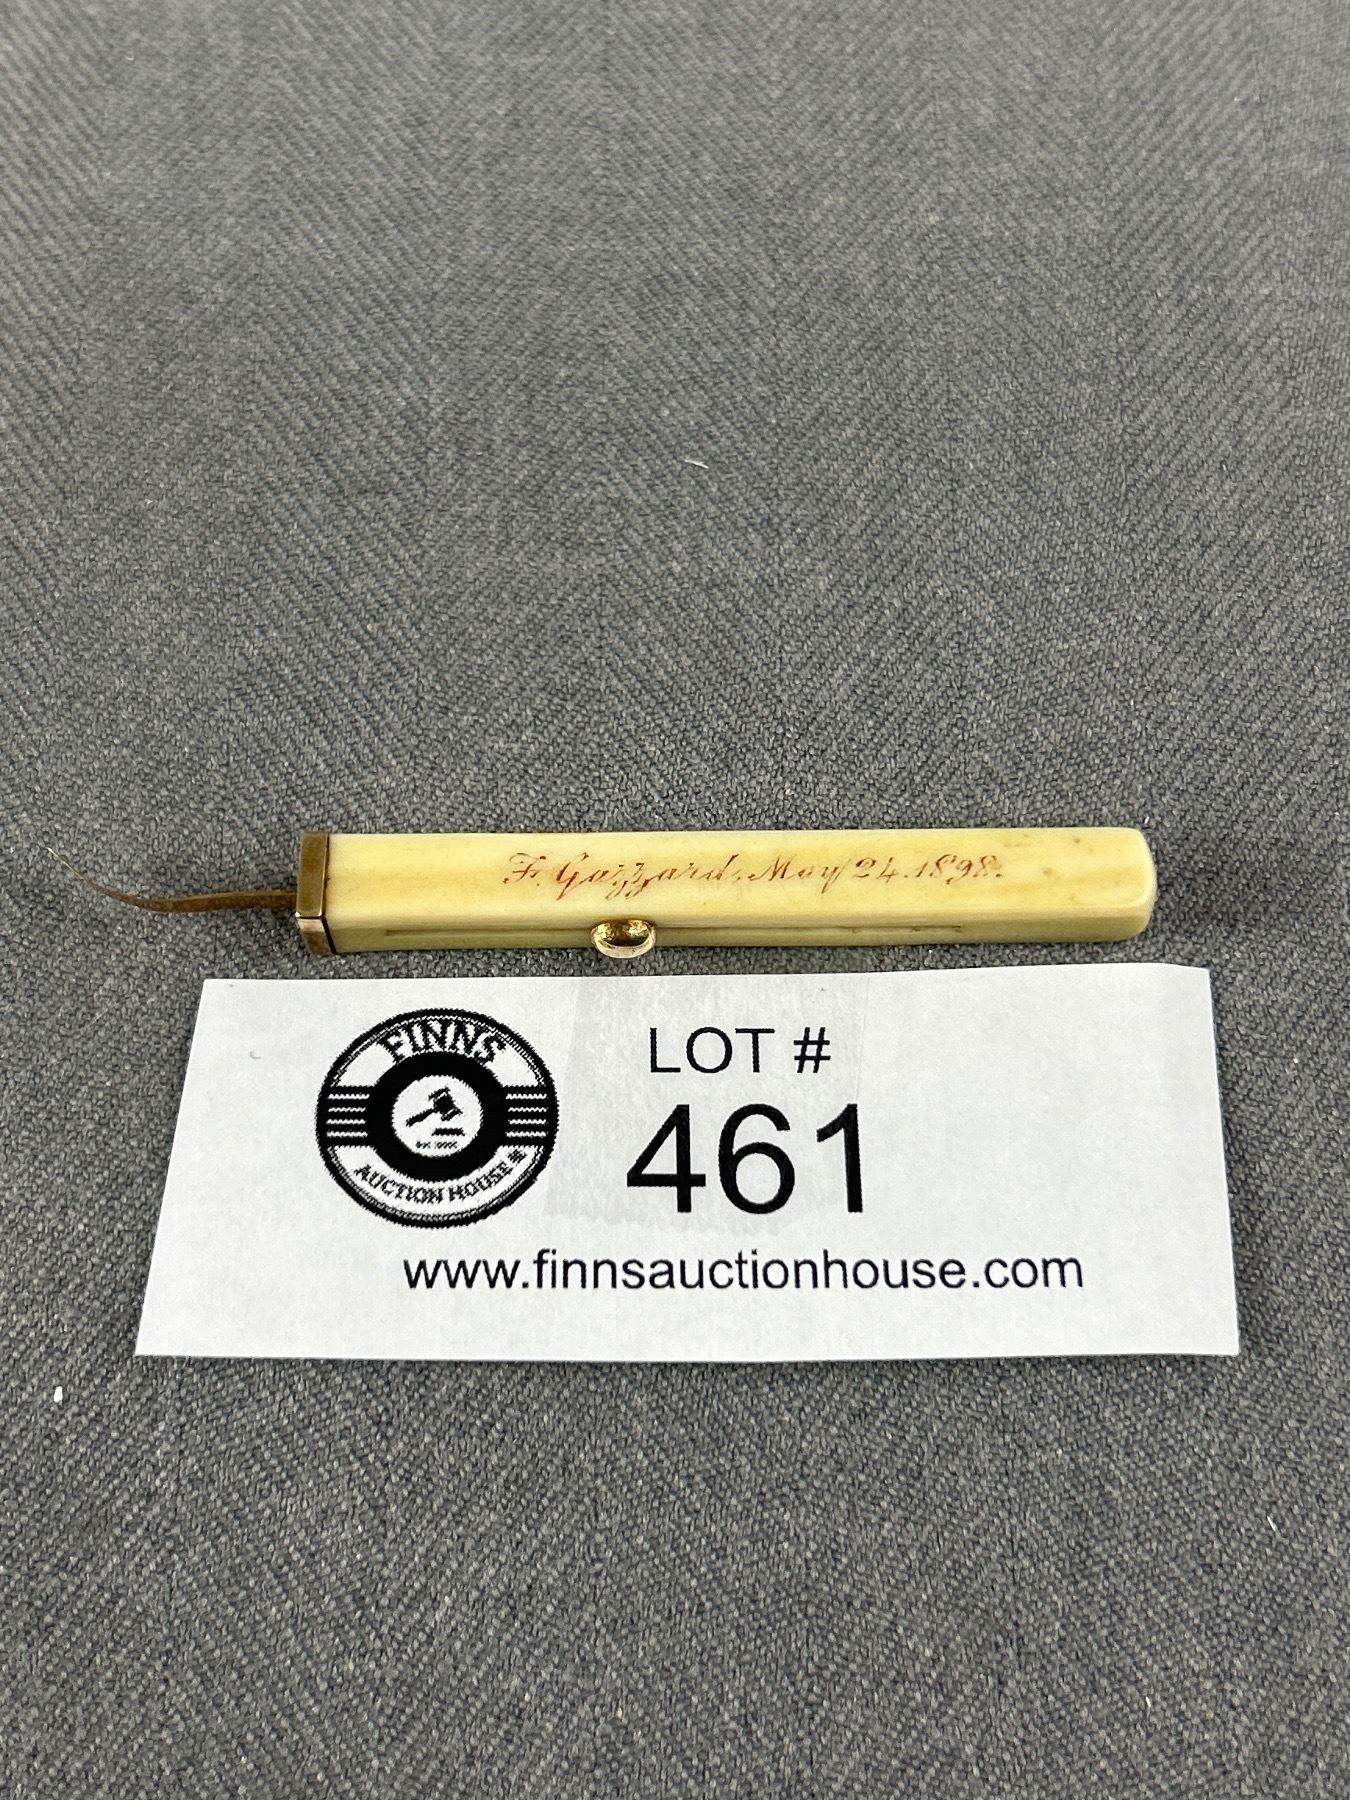 F. Gazzard, May 24. 1898.
FINNS
AUCTION HOUSE
LOT #
461
www.finnsauctionhouse.com